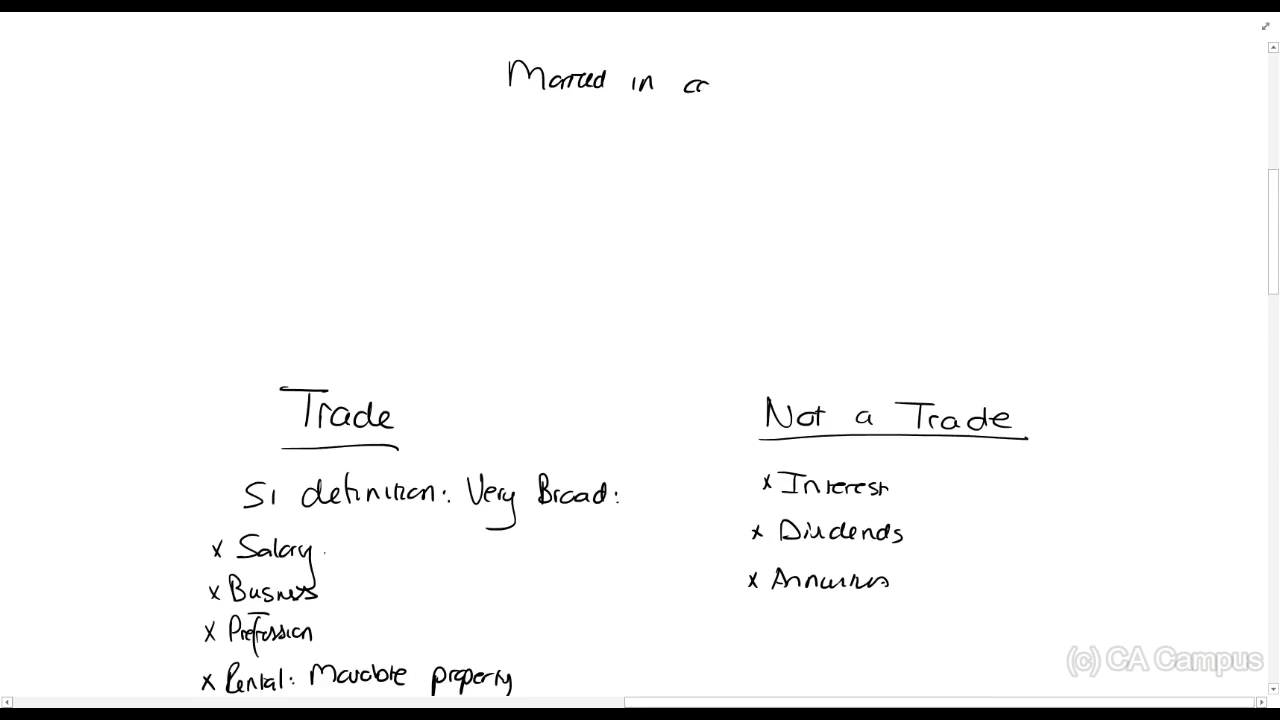 Married in co
Trade
S1 definition: Very Broad:
x Salary
x Business
x Profession
x Rental: Movable property
Not a Trade
x Interest
x Dividends
x Annuities
(c) CA Campus